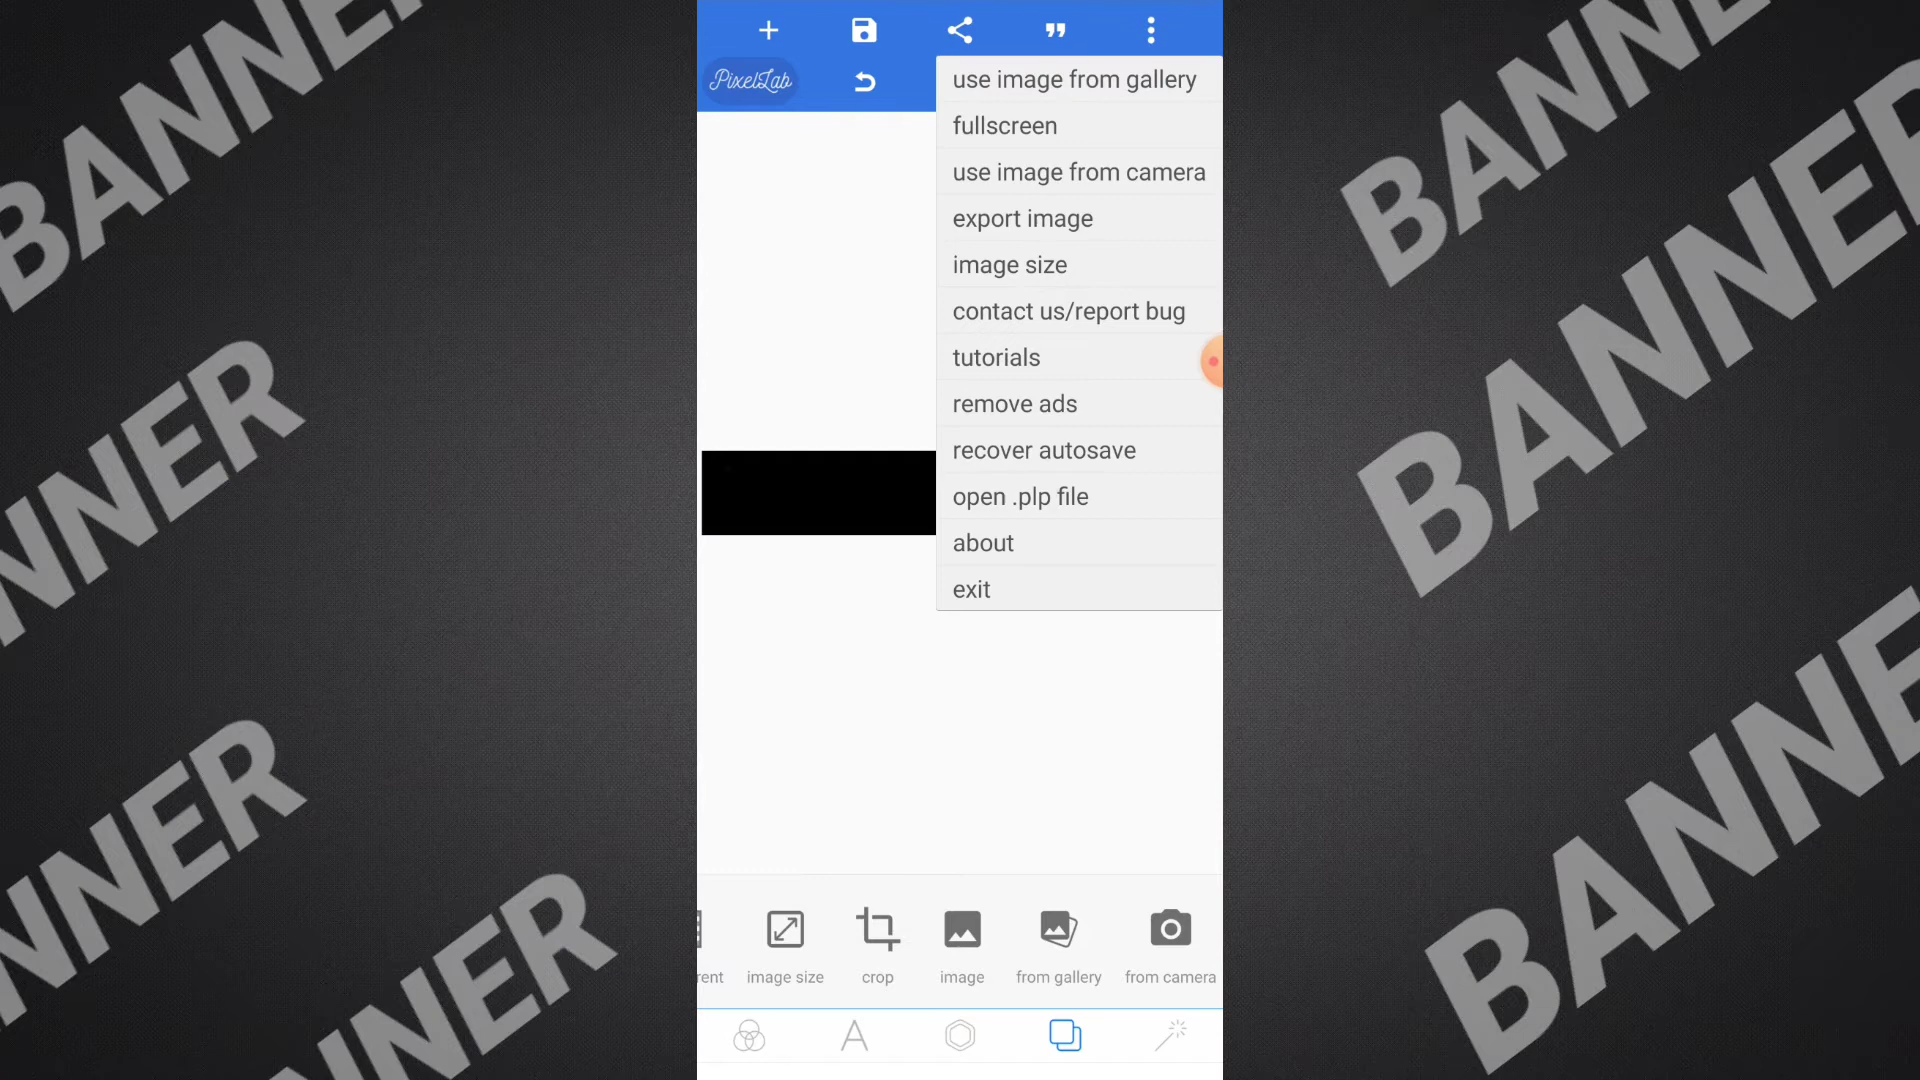 PixelLab
use image from gallery
fullscreen
use image from camera
export image
image size
contact us/report bug
tutorials
remove ads
recover autosave
open .plp file
about
exit
rent
image size
crop
image
from gallery
from camera
BANNER
NNER
NNER
NNER
BANNE
BANNER
BANNE